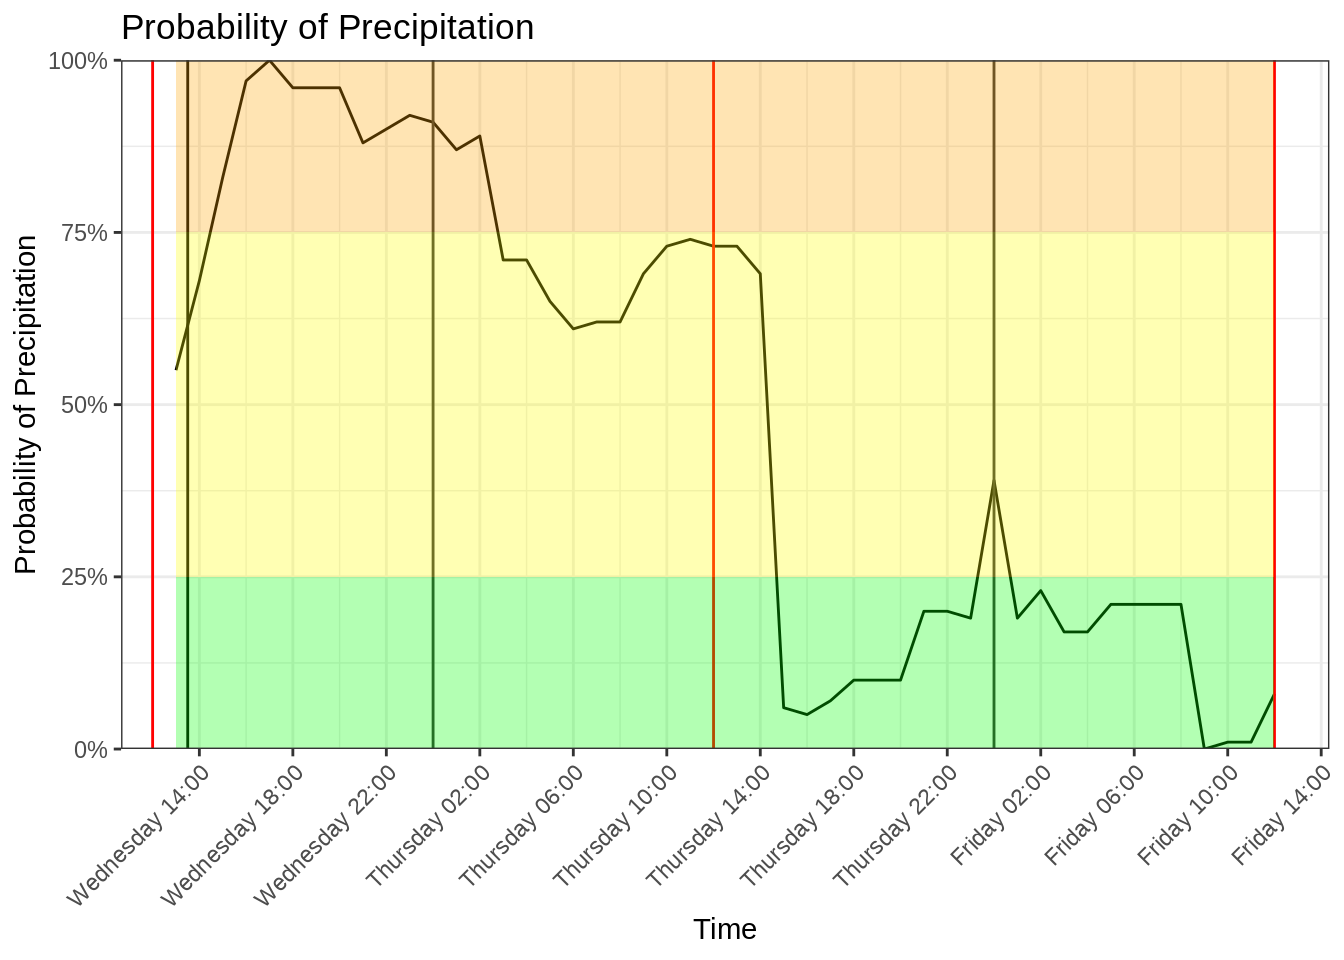 Probability of Precipitation
Probability of Precipitation
100%
75%
50%
25%
0%
Wednesday 14:00
Wednesday 18:00
Wednesday 22:00
Thursday 02:00
Thursday 06:00
Thursday 10:00
Thursday 14:00
Thursday 18:00
Thursday 22:00
Friday 02:00
Friday 06:00
Friday 10:00
Friday 14:00
Time